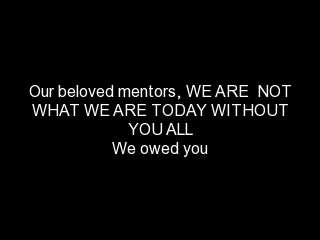 Our beloved mentors, WE ARE  NOT
WHAT WE ARE TODAY WITHOUT
YOU ALL
We owed you